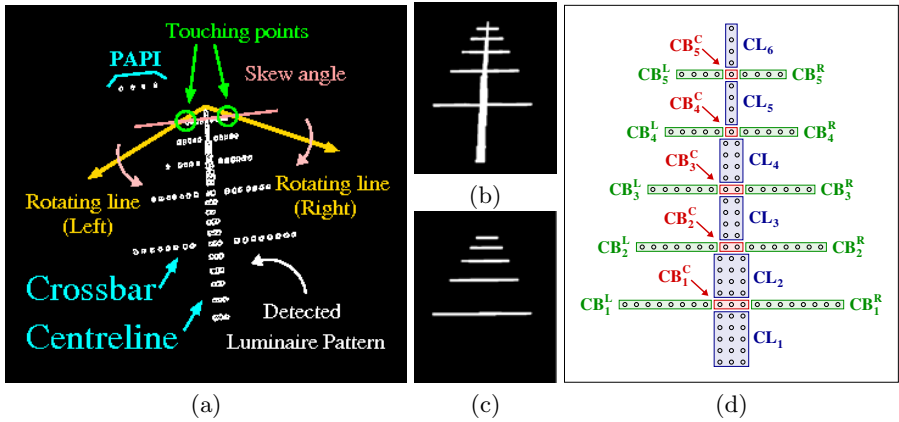 Touching points
PAPI
Skew angle
Rotating line
(Left)
Rotating line
(Right)
Crossbar
Centreline
Detected
Luminaire Pattern
(a)
(b)
(c)
CL₆
CB₅ᶜ
CB₅ᴸ
CB₅ᴿ
CL₅
CB₄ᶜ
CB₄ᴸ
CB₄ᴿ
CL₄
CB₃ᶜ
CB₃ᴸ
CB₃ᴿ
CL₃
CB₂ᶜ
CB₂ᴸ
CB₂ᴿ
CL₂
CB₁ᶜ
CB₁ᴸ
CB₁ᴿ
CL₁
(d)